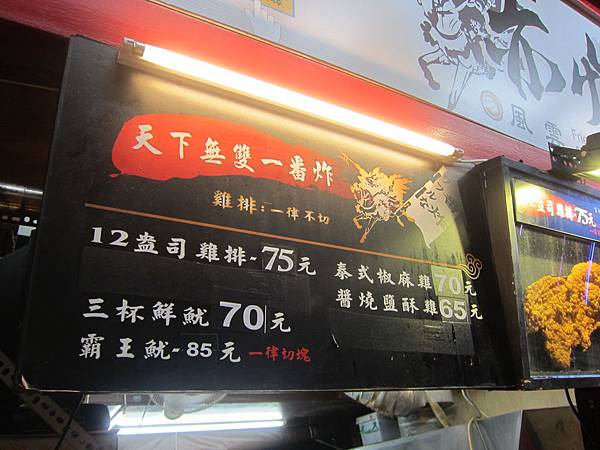 天下無雙一番炸
雞排:一律不切
12盎司雞排-75元
泰式椒麻雞70元
醬燒鹽酥雞65元
三杯鮮魷70元
霸王魷-85元 一律切塊
風雲
盎司雞排-75元